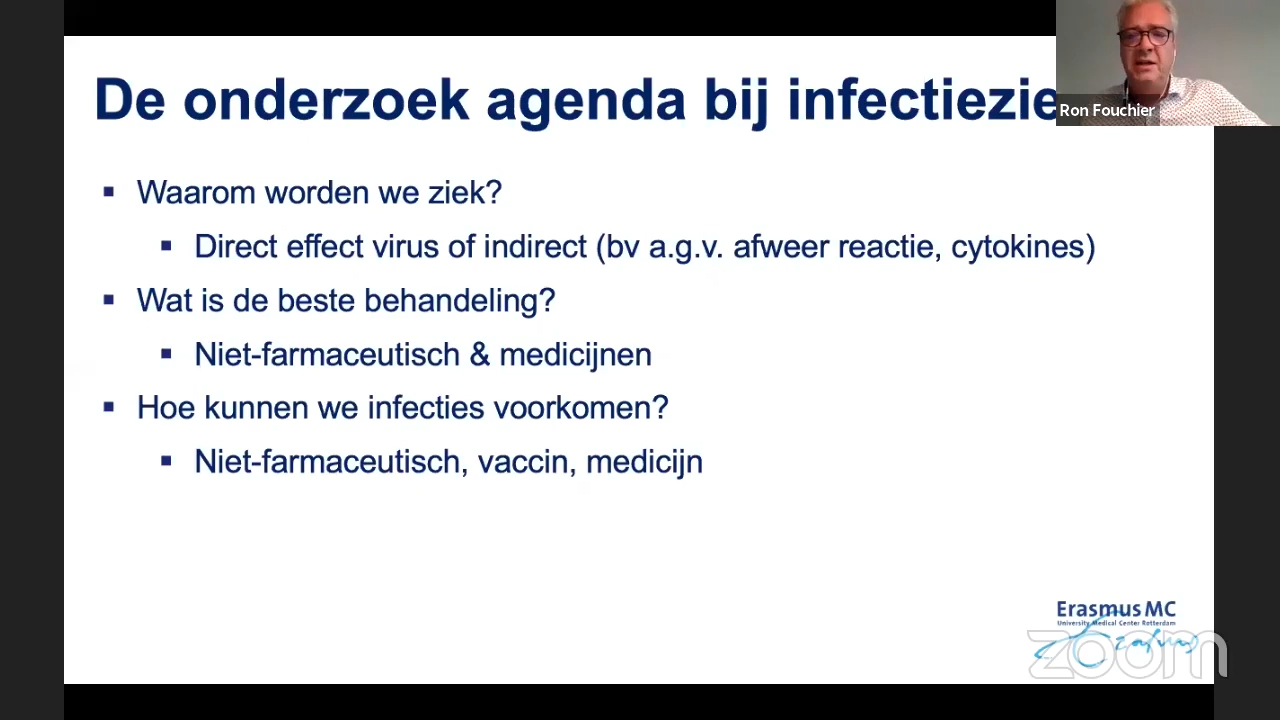 De onderzoek agenda bij infectiezie
Ron Fouchier
▪ Waarom worden we ziek?
▪ Direct effect virus of indirect (bv a.g.v. afweer reactie, cytokines)
▪ Wat is de beste behandeling?
▪ Niet-farmaceutisch & medicijnen
▪ Hoe kunnen we infecties voorkomen?
▪ Niet-farmaceutisch, vaccin, medicijn
Erasmus MC
University Medical Center Rotterdam
Erasmus
zoom